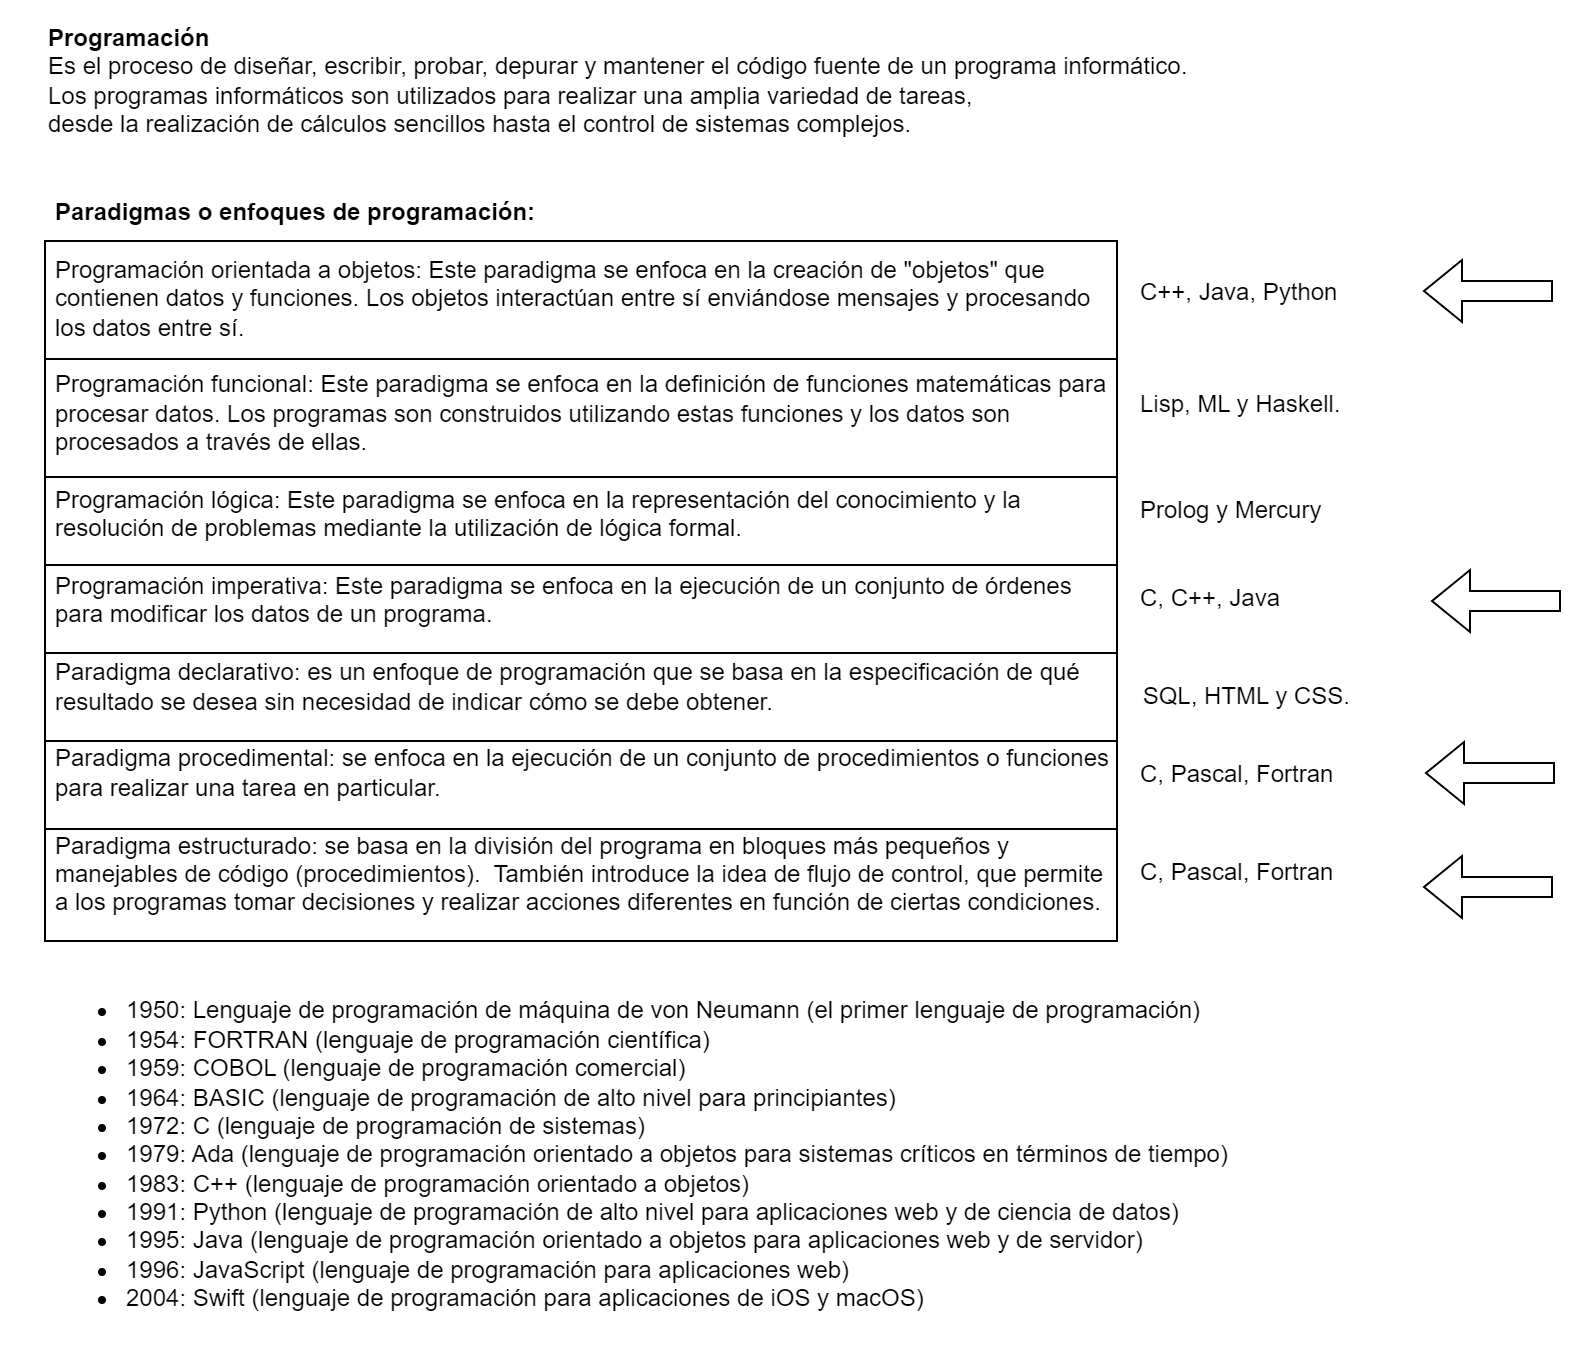 Programación
Es el proceso de diseñar, escribir, probar, depurar y mantener el código fuente de un programa informático.
Los programas informáticos son utilizados para realizar una amplia variedad de tareas,
desde la realización de cálculos sencillos hasta el control de sistemas complejos.
Paradigmas o enfoques de programación:
Programación orientada a objetos: Este paradigma se enfoca en la creación de "objetos" que
contienen datos y funciones. Los objetos interactúan entre sí enviándose mensajes y procesando
los datos entre sí.
C++, Java, Python
Programación funcional: Este paradigma se enfoca en la definición de funciones matemáticas para
procesar datos. Los programas son construidos utilizando estas funciones y los datos son
procesados a través de ellas.
Lisp, ML y Haskell.
Programación lógica: Este paradigma se enfoca en la representación del conocimiento y la
resolución de problemas mediante la utilización de lógica formal.
Prolog y Mercury
Programación imperativa: Este paradigma se enfoca en la ejecución de un conjunto de órdenes
para modificar los datos de un programa.
C, C++, Java
Paradigma declarativo: es un enfoque de programación que se basa en la especificación de qué
resultado se desea sin necesidad de indicar cómo se debe obtener.
SQL, HTML y CSS.
Paradigma procedimental: se enfoca en la ejecución de un conjunto de procedimientos o funciones
para realizar una tarea en particular.
C, Pascal, Fortran
Paradigma estructurado: se basa en la división del programa en bloques más pequeños y
manejables de código (procedimientos).  También introduce la idea de flujo de control, que permite
a los programas tomar decisiones y realizar acciones diferentes en función de ciertas condiciones.
C, Pascal, Fortran
• 1950: Lenguaje de programación de máquina de von Neumann (el primer lenguaje de programación)
• 1954: FORTRAN (lenguaje de programación científica)
• 1959: COBOL (lenguaje de programación comercial)
• 1964: BASIC (lenguaje de programación de alto nivel para principiantes)
• 1972: C (lenguaje de programación de sistemas)
• 1979: Ada (lenguaje de programación orientado a objetos para sistemas críticos en términos de tiempo)
• 1983: C++ (lenguaje de programación orientado a objetos)
• 1991: Python (lenguaje de programación de alto nivel para aplicaciones web y de ciencia de datos)
• 1995: Java (lenguaje de programación orientado a objetos para aplicaciones web y de servidor)
• 1996: JavaScript (lenguaje de programación para aplicaciones web)
• 2004: Swift (lenguaje de programación para aplicaciones de iOS y macOS)